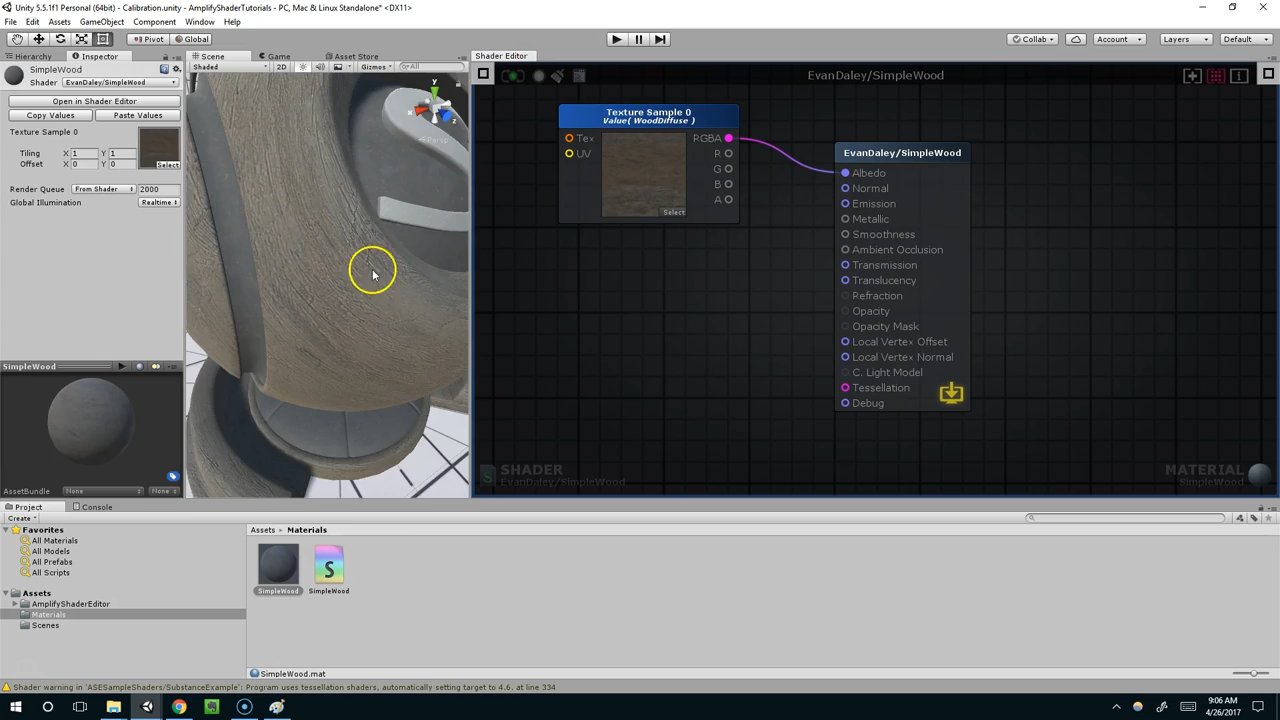 Unity 5.5.1f1 Personal (64bit) - Calibration.unity - AmplifyShaderTutorials - PC, Mac & Linux Standalone* <DX11>
File Edit Assets GameObject Component Window Help
Pivot Global Collab Account Layers Default
Hierarchy Inspector Scene Game Asset Store Shader Editor
SimpleWood
Shader EvanDaley/SimpleWood
Open in Shader Editor
Copy Values Paste Values
Texture Sample 0
Tiling X 1 Y 1
Offset X 0 Y 0
Select
Render Queue From Shader 2000
Global Illumination Realtime
SimpleWood
AssetBundle None None
Shaded 2D Gizmos All
y
x
z
Persp
EvanDaley/SimpleWood
Texture Sample 0
Value( WoodDiffuse )
Tex RGBA
UV R
G
B
A
Select
EvanDaley/SimpleWood
Albedo
Normal
Emission
Metallic
Smoothness
Ambient Occlusion
Transmission
Translucency
Refraction
Opacity
Opacity Mask
Local Vertex Offset
Local Vertex Normal
C. Light Model
Tessellation
Debug
S SHADER
EvanDaley/SimpleWood
MATERIAL
SimpleWood
Project Console
Create
Favorites
All Materials
All Models
All Prefabs
All Scripts
Assets
AmplifyShaderEditor
Materials
Scenes
Assets Materials
S
SimpleWood SimpleWood
SimpleWood.mat
Shader warning in 'ASESampleShaders/SubstanceExample': Program uses tessellation shaders, automatically setting target to 4.6. at line 334
9:06 AM
4/26/2017